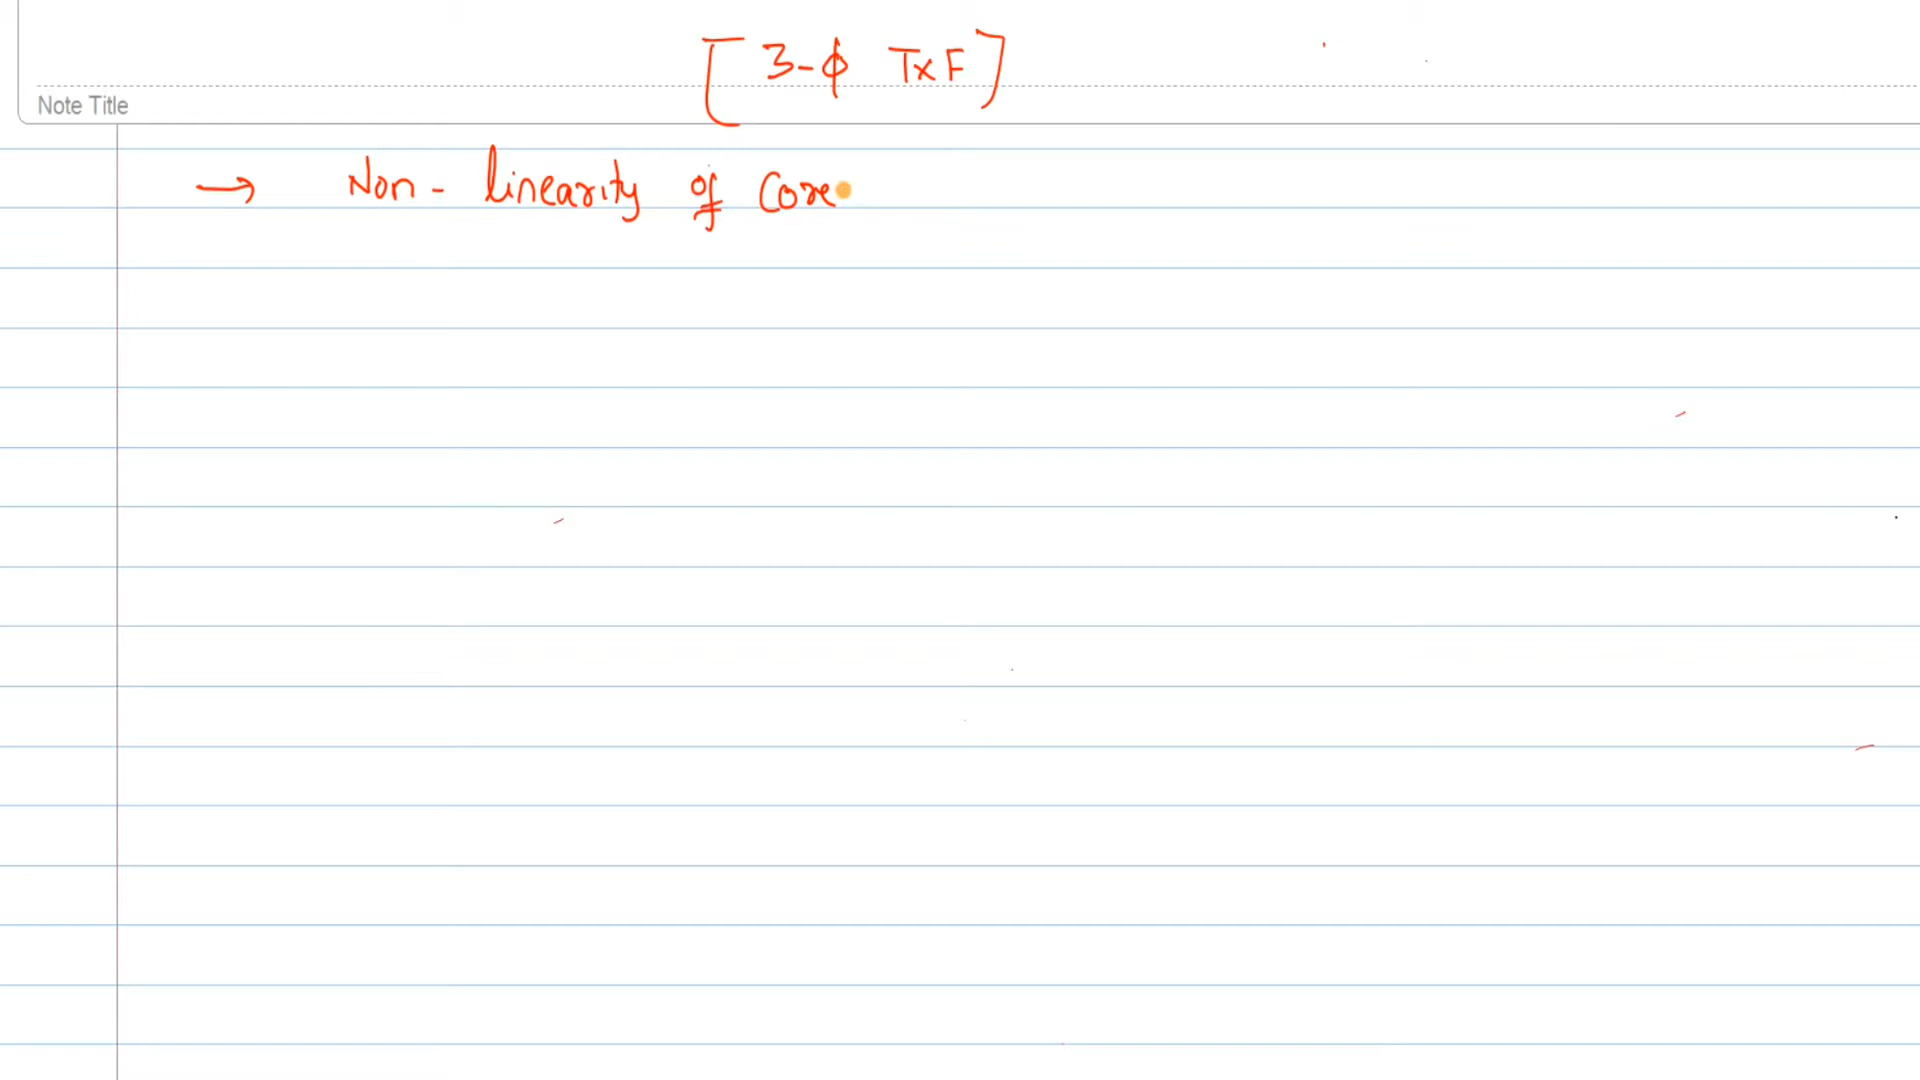 [ 3-ϕ TxF ]
Note Title
→ Non-linearity of Core